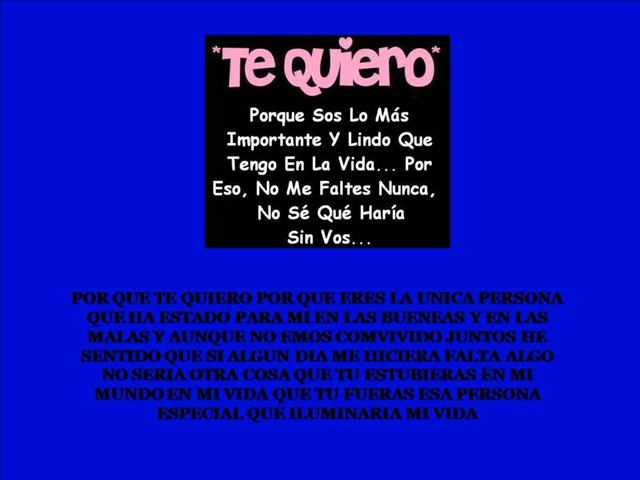 *TE QUIERO*
Porque Sos Lo Más
Importante Y Lindo Que
Tengo En La Vida... Por
Eso, No Me Faltes Nunca,
No Sé Qué Haría
Sin Vos...
POR QUE TE QUIERO POR QUE ERES LA UNICA PERSONA
QUE HA ESTADO PARA MI EN LAS BUENEAS Y EN LAS
MALAS Y AUNQUE NO EMOS COMVIVIDO JUNTOS HE
SENTIDO QUE SI ALGUN DIA ME HICIERA FALTA ALGO
NO SERIA OTRA COSA QUE TU ESTUBIERAS EN MI
MUNDO EN MI VIDA QUE TU FUERAS ESA PERSONA
ESPECIAL QUE ILUMINARIA MI VIDA